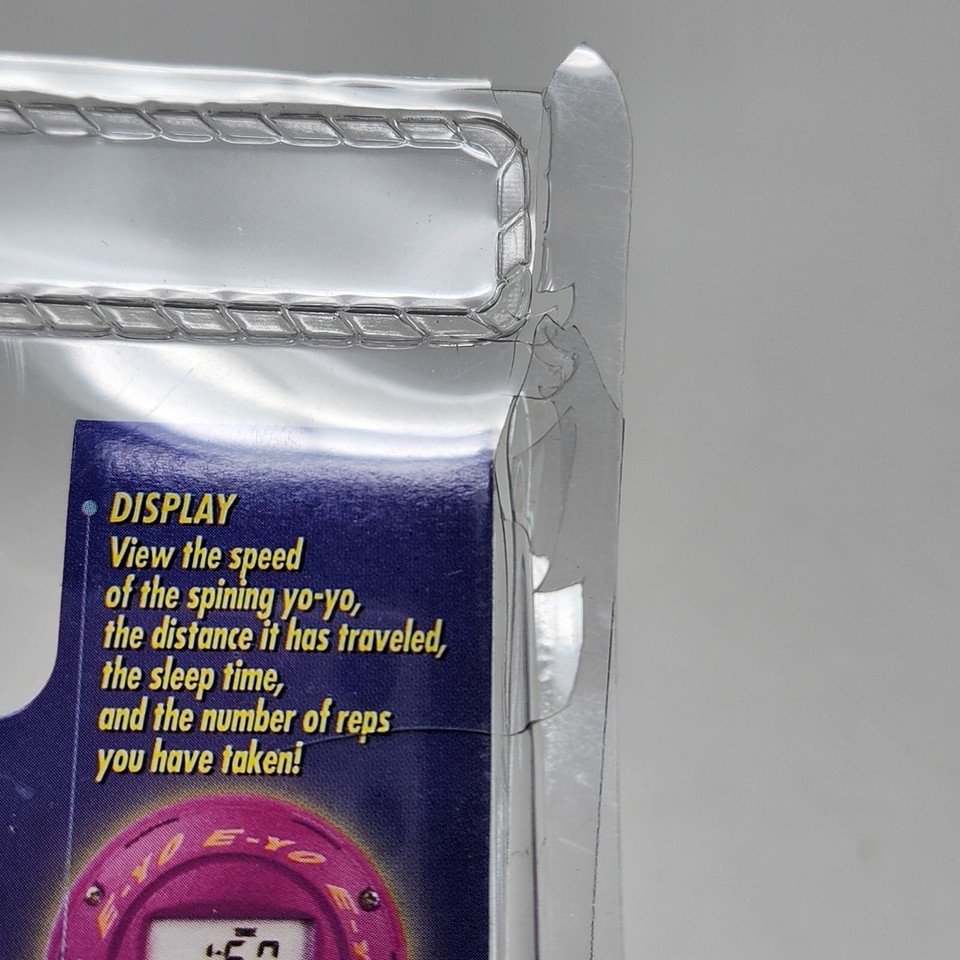 DISPLAY
View the speed
of the spining yo-yo,
the distance it has traveled,
the sleep time,
and the number of reps
you have taken!
E-YO E-YO E-Y